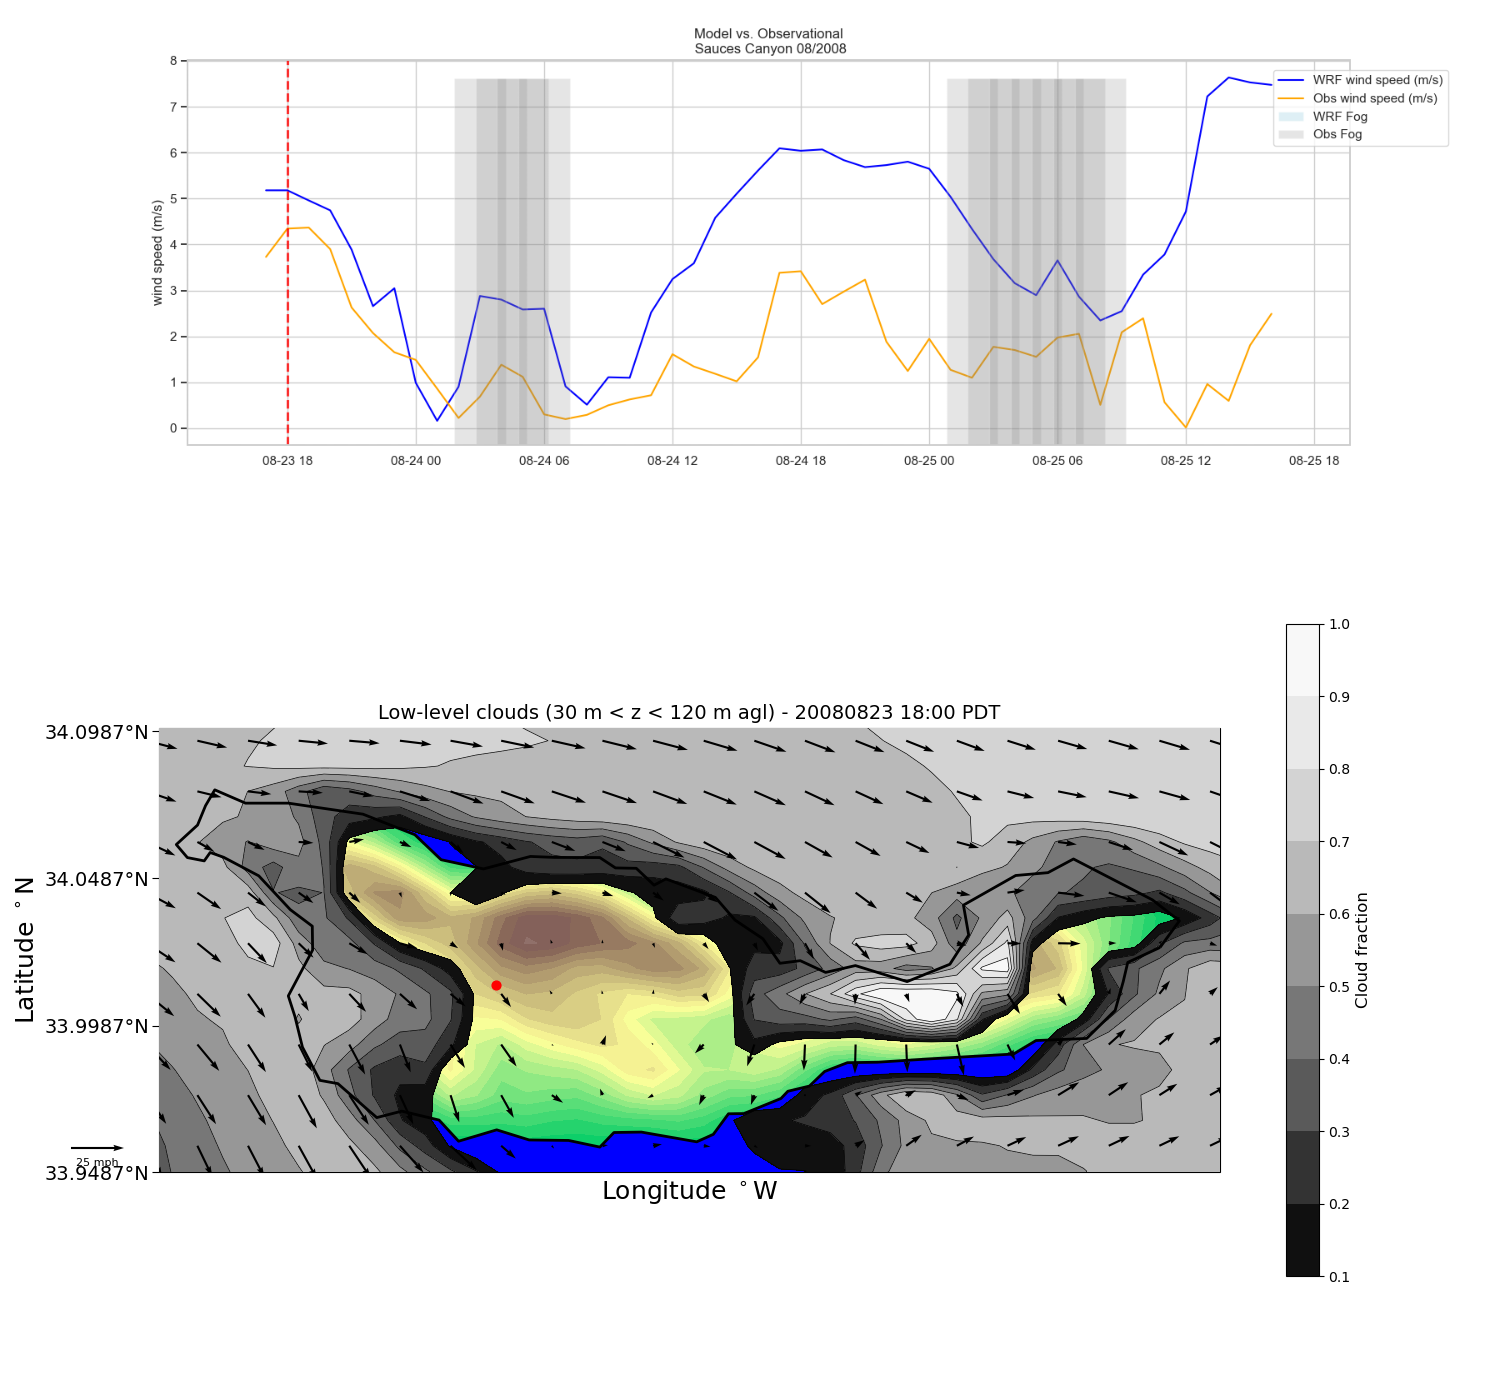 Model vs. Observational
Sauces Canyon 08/2008
8
7
6
5
4
3
2
1
0
wind speed (m/s)
WRF wind speed (m/s)
Obs wind speed (m/s)
WRF Fog
Obs Fog
08-23 18
08-24 00
08-24 06
08-24 12
08-24 18
08-25 00
08-25 06
08-25 12
08-25 18
Low-level clouds (30 m < z < 120 m agl) - 20080823 18:00 PDT
34.0987°N
34.0487°N
33.9987°N
33.9487°N
Latitude °N
25 mph
Longitude °W
1.0
0.9
0.8
0.7
0.6
0.5
0.4
0.3
0.2
0.1
Cloud fraction